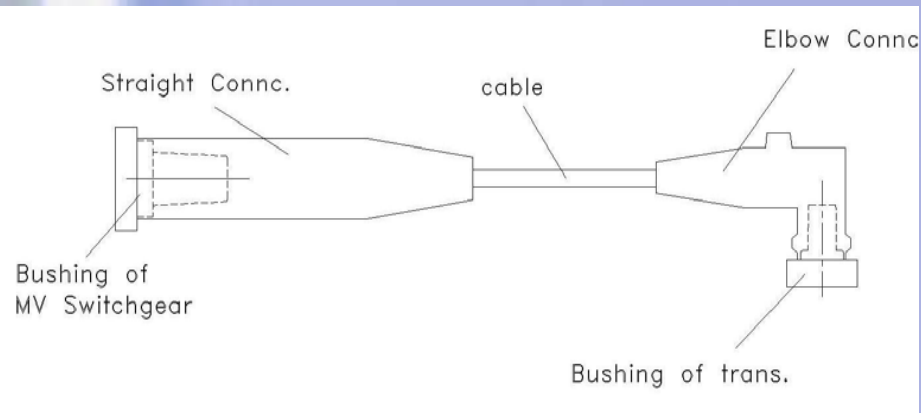 Elbow Connc
Straight Connc.
cable
Bushing of
MV Switchgear
Bushing of trans.